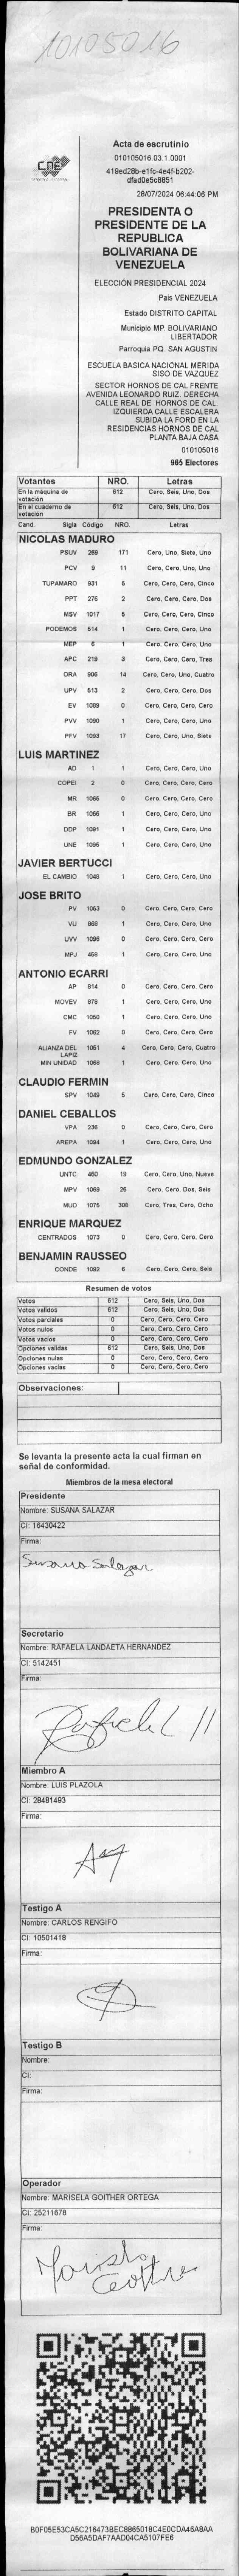 10105016
CNE
Acta de escrutinio
010105016.03.1.0001
419ed28b-e1fc-4e4f-b202-
dfad0e5c8851
28/07/2024 06:44:06 PM
PRESIDENTA O
PRESIDENTE DE LA
REPUBLICA
BOLIVARIANA DE
VENEZUELA
ELECCIÓN PRESIDENCIAL 2024
País VENEZUELA
Estado DISTRITO CAPITAL
Municipio MP. BOLIVARIANO
LIBERTADOR
Parroquia PQ. SAN AGUSTIN
ESCUELA BASICA NACIONAL MERIDA
SISO DE VAZQUEZ
SECTOR HORNOS DE CAL FRENTE
AVENIDA LEONARDO RUIZ. DERECHA
CALLE REAL DE HORNOS DE CAL.
IZQUIERDA CALLE ESCALERA
SUBIDA LA FORD EN LA
RESIDENCIAS HORNOS DE CAL
PLANTA BAJA CASA
010105016
965 Electores
Votantes NRO. Letras
En la máquina de votación 612 Cero, Seis, Uno, Dos
En el cuaderno de votación 612 Cero, Seis, Uno, Dos
Cand. Sigla Código NRO. Letras
NICOLAS MADURO
PSUV 269 171 Cero, Uno, Siete, Uno
PCV 9 11 Cero, Cero, Uno, Uno
TUPAMARO 931 5 Cero, Cero, Cero, Cinco
PPT 276 2 Cero, Cero, Cero, Dos
MSV 1017 5 Cero, Cero, Cero, Cinco
PODEMOS 514 1 Cero, Cero, Cero, Uno
MEP 6 1 Cero, Cero, Cero, Uno
APC 219 3 Cero, Cero, Cero, Tres
ORA 906 14 Cero, Cero, Uno, Cuatro
UPV 513 2 Cero, Cero, Cero, Dos
EV 1089 0 Cero, Cero, Cero, Cero
PVV 1090 1 Cero, Cero, Cero, Uno
PFV 1093 17 Cero, Cero, Uno, Siete
LUIS MARTINEZ
AD 1 1 Cero, Cero, Cero, Uno
COPEI 2 0 Cero, Cero, Cero, Cero
MR 1065 0 Cero, Cero, Cero, Cero
BR 1066 1 Cero, Cero, Cero, Uno
DDP 1091 1 Cero, Cero, Cero, Uno
UNE 1095 1 Cero, Cero, Cero, Uno
JAVIER BERTUCCI
EL CAMBIO 1048 1 Cero, Cero, Cero, Uno
JOSE BRITO
PV 1053 0 Cero, Cero, Cero, Cero
VU 868 1 Cero, Cero, Cero, Uno
UVV 1096 0 Cero, Cero, Cero, Cero
MPJ 458 1 Cero, Cero, Cero, Uno
ANTONIO ECARRI
AP 814 0 Cero, Cero, Cero, Cero
MOVEV 878 1 Cero, Cero, Cero, Uno
CMC 1050 1 Cero, Cero, Cero, Uno
FV 1062 0 Cero, Cero, Cero, Cero
ALIANZA DEL LAPIZ 1051 4 Cero, Cero, Cero, Cuatro
MIN UNIDAD 1058 1 Cero, Cero, Cero, Uno
CLAUDIO FERMIN
SPV 1049 5 Cero, Cero, Cero, Cinco
DANIEL CEBALLOS
VPA 236 0 Cero, Cero, Cero, Cero
AREPA 1094 1 Cero, Cero, Cero, Uno
EDMUNDO GONZALEZ
UNTC 460 19 Cero, Cero, Uno, Nueve
MPV 1069 26 Cero, Cero, Dos, Seis
MUD 1075 308 Cero, Tres, Cero, Ocho
ENRIQUE MARQUEZ
CENTRADOS 1073 0 Cero, Cero, Cero, Cero
BENJAMIN RAUSSEO
CONDE 1092 6 Cero, Cero, Cero, Seis
Resumen de votos
Votos 612 Cero, Seis, Uno, Dos
Votos validos 612 Cero, Seis, Uno, Dos
Votos parciales 0 Cero, Cero, Cero, Cero
Votos nulos 0 Cero, Cero, Cero, Cero
Votos vacios 0 Cero, Cero, Cero, Cero
Opciones validas 612 Cero, Seis, Uno, Dos
Opciones nulas 0 Cero, Cero, Cero, Cero
Opciones vacias 0 Cero, Cero, Cero, Cero
Observaciones:
Se levanta la presente acta la cual firman en
señal de conformidad.
Miembros de la mesa electoral
Presidente
Nombre: SUSANA SALAZAR
CI: 16430422
Firma:
Susana Salazar
Secretario
Nombre: RAFAELA LANDAETA HERNANDEZ
CI: 5142451
Firma:
Miembro A
Nombre: LUIS PLAZOLA
CI: 28481493
Firma:
Testigo A
Nombre: CARLOS RENGIFO
CI: 10501418
Firma:
Testigo B
Nombre:
CI:
Firma:
Operador
Nombre: MARISELA GOITHER ORTEGA
CI: 25211678
Firma:
B0F05E53CA5C216473BEC8865018C4E0CDA46A8AA
D56A5DAF7AAD04CA5107FE6